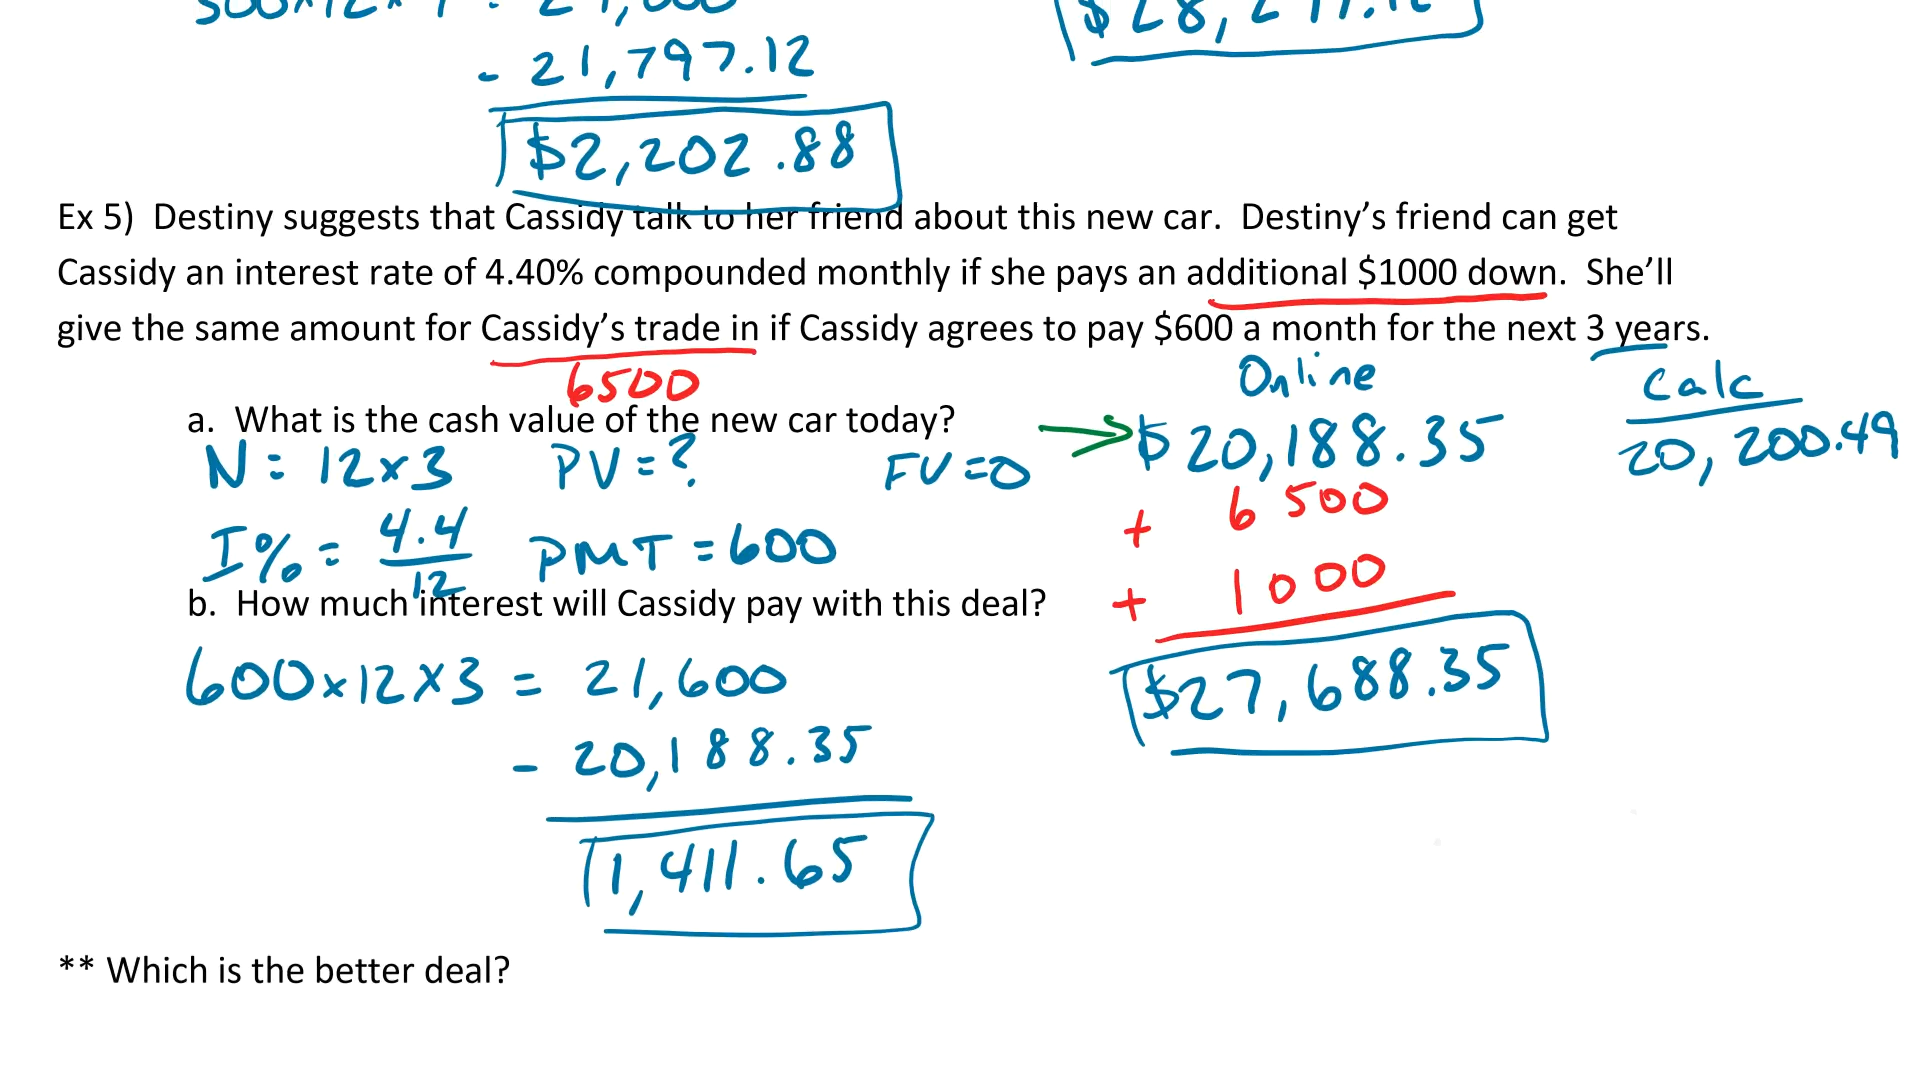 - 21,797.12
$2,202.88
Ex 5) Destiny suggests that Cassidy talk to her friend about this new car. Destiny’s friend can get
Cassidy an interest rate of 4.40% compounded monthly if she pays an additional $1000 down. She’ll
give the same amount for Cassidy’s trade in if Cassidy agrees to pay $600 a month for the next 3 years.
6500
Online
Calc
a. What is the cash value of the new car today?
$20,188.35
20,200.49
N = 12x3 PV = ? FV = 0
+ 6500
I% = 4.4/12 PMT = 600
+ 1000
b. How much interest will Cassidy pay with this deal?
$27,688.35
600x12x3 = 21,600
- 20,188.35
1,411.65
** Which is the better deal?